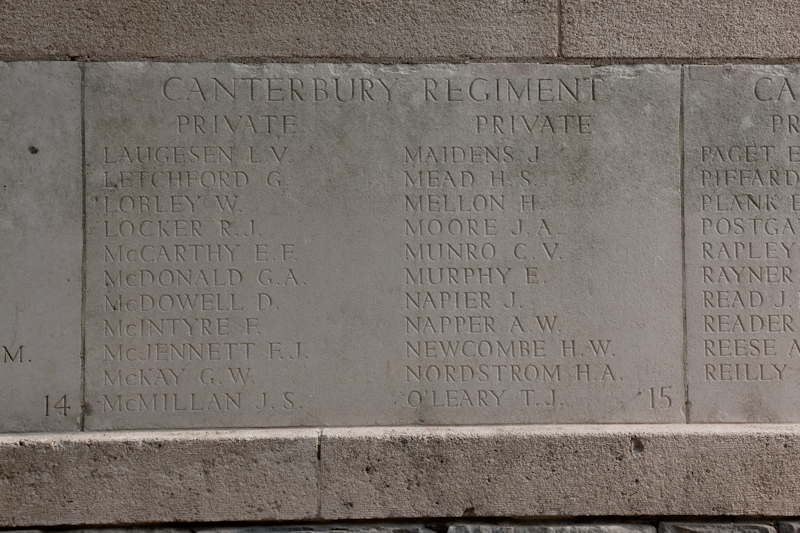 M.
14
CANTERBURY REGIMENT
PRIVATE
LAUGESEN L.V.
LETCHFORD G.
LOBLEY W.
LOCKER R.J.
McCARTHY E.F.
McDONALD G.A.
McDOWELL D.
McINTYRE F.
McJENNETT F.J.
McKAY G.W.
McMILLAN J.S.
PRIVATE
MAIDENS J.
MEAD H.S.
MELLON H.
MOORE J.A.
MUNRO C.V.
MURPHY E.
NAPIER J.
NAPPER A.W.
NEWCOMBE H.W.
NORDSTROM H.A.
O'LEARY T.J.
15
CA
PR
PAGET E
PIFFARD
PLANK E
POSTGA
RAPLEY
RAYNER
READ J.
READER
REESE A
REILLY